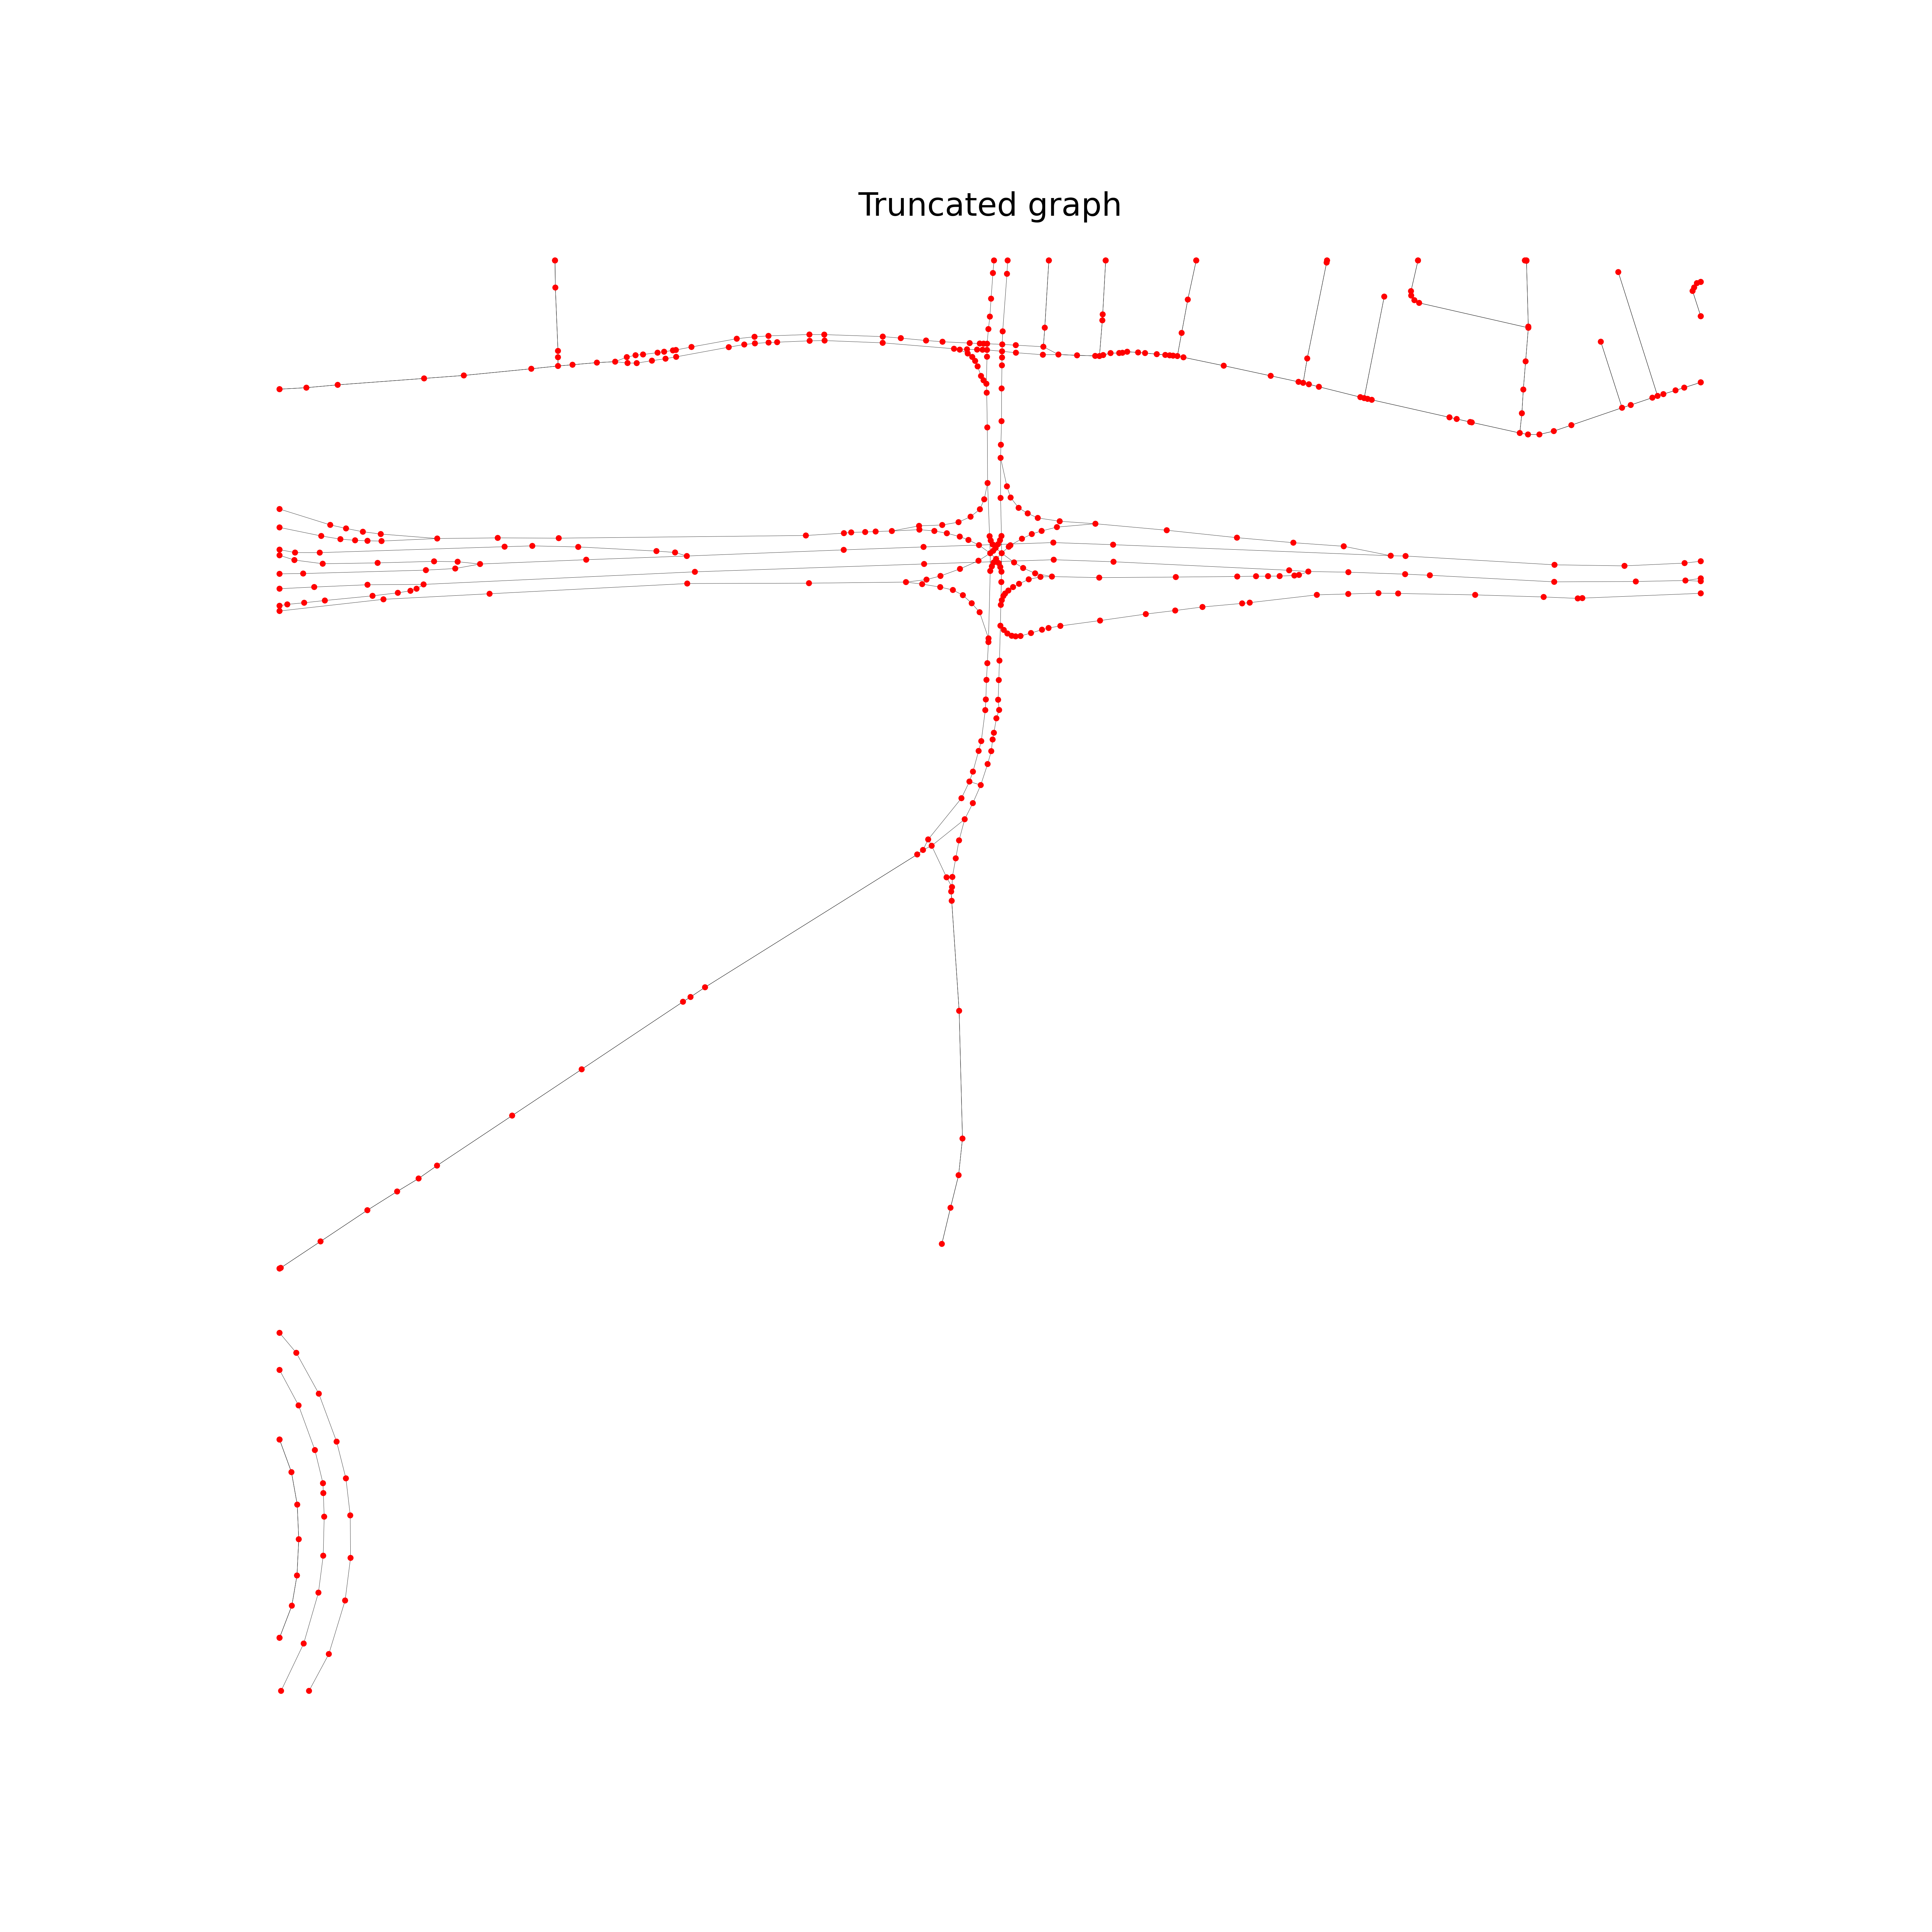 Truncated graph